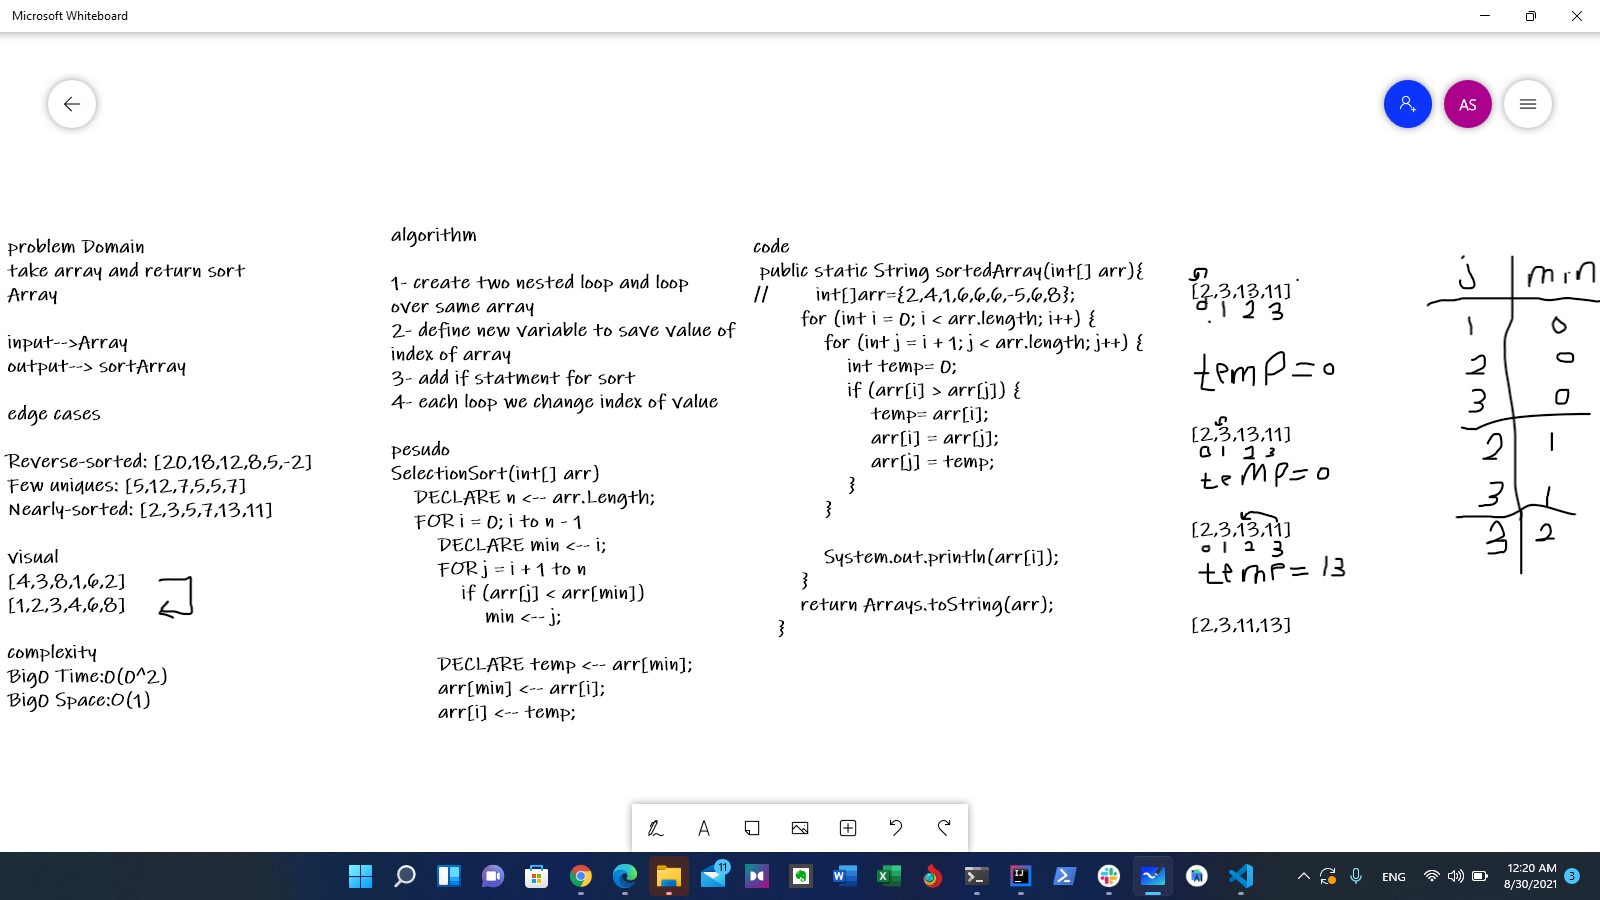 Microsoft Whiteboard
AS
problem Domain
take array and return sort
Array
input-->Array
output--> sortArray
edge cases
Reverse-sorted: [20,18,12,8,5,-2]
Few uniques: [5,12,7,5,5,7]
Nearly-sorted: [2,3,5,7,13,11]
visual
[4,3,8,1,6,2]
[1,2,3,4,6,8]
complexity
BigO Time:O(O^2)
BigO Space:O(1)
algorithm
1- create two nested loop and loop
over same array
2- define new variable to save value of
index of array
3- add if statment for sort
4- each loop we change index of value
pesudo
SelectionSort(int[] arr)
DECLARE n <-- arr.Length;
FOR i = 0; i to n - 1
DECLARE min <-- i;
FOR j = i + 1 to n
if (arr[j] < arr[min])
min <-- j;
DECLARE temp <-- arr[min];
arr[min] <-- arr[i];
arr[i] <-- temp;
code
public static String sortedArray(int[] arr){
// int[]arr={2,4,1,6,6,6,-5,6,8};
for (int i = 0; i < arr.length; i++) {
for (int j = i + 1; j < arr.length; j++) {
int temp= 0;
if (arr[i] > arr[j]) {
temp= arr[i];
arr[i] = arr[j];
arr[j] = temp;
}
}
System.out.println(arr[i]);
}
return Arrays.toString(arr);
}
[2,3,13,11]
0 1 2 3
temp=0
[2,3,13,11]
0 1 2 3
temp=0
[2,3,13,11]
0 1 2 3
temp=13
[2,3,11,13]
j min
1 0
2 0
3 0
2 1
3 1
3 2
11
ENG
12:20 AM
8/30/2021
3